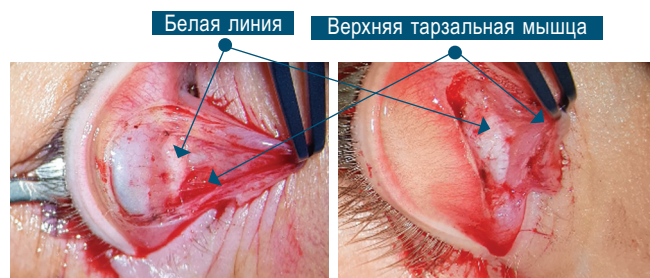 Белая линия
Верхняя тарзальная мышца